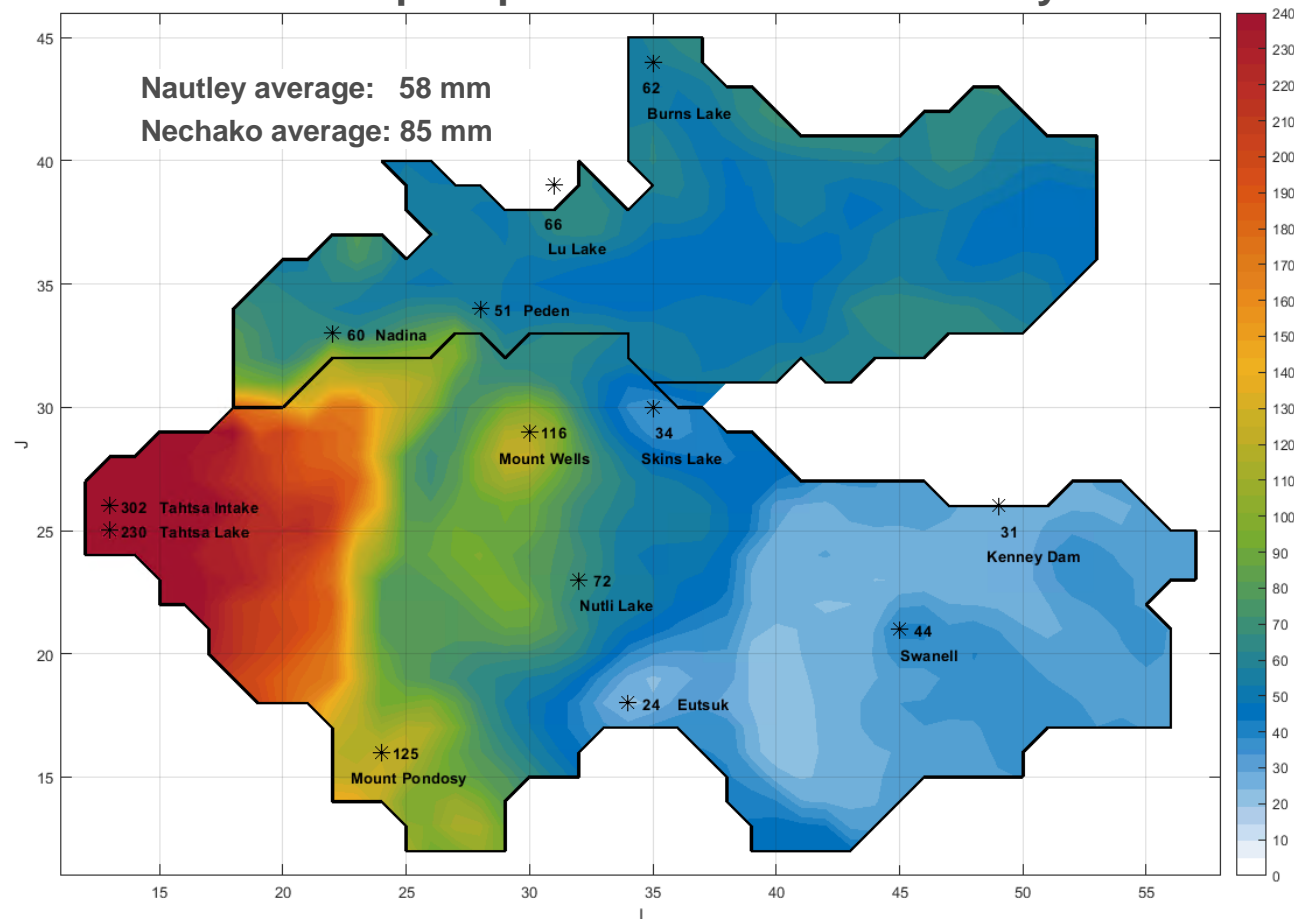 Nautley average: 58 mm
Nechako average: 85 mm
62
Burns Lake
66
Lu Lake
51 Peden
60 Nadina
116
Mount Wells
34
Skins Lake
302 Tahtsa Intake
230 Tahtsa Lake
31
Kenney Dam
72
Nutli Lake
44
Swanell
24 Eutsuk
125
Mount Pondosy
45
40
35
30
25
20
15
J
15 20 25 30 35 40 45 50 55
240
230
220
210
200
190
180
170
160
150
140
130
120
110
100
90
80
70
60
50
40
30
20
10
0